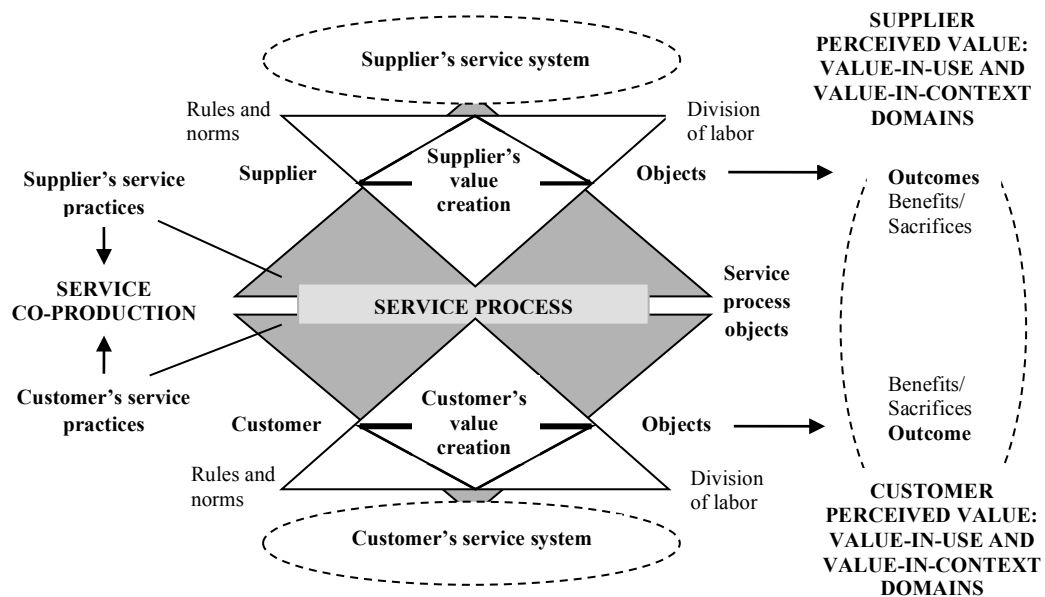 SUPPLIER
PERCEIVED VALUE:
VALUE-IN-USE AND
VALUE-IN-CONTEXT
DOMAINS
Supplier’s service system
Rules and
norms
Division
of labor
Supplier
Supplier’s
value
creation
Objects
Outcomes
Benefits/
Sacrifices
Supplier’s service
practices
SERVICE
CO-PRODUCTION
SERVICE PROCESS
Service
process
objects
Customer’s service
practices
Customer
Customer’s
value
creation
Objects
Benefits/
Sacrifices
Outcome
Rules and
norms
Division
of labor
Customer’s service system
CUSTOMER
PERCEIVED VALUE:
VALUE-IN-USE AND
VALUE-IN-CONTEXT
DOMAINS